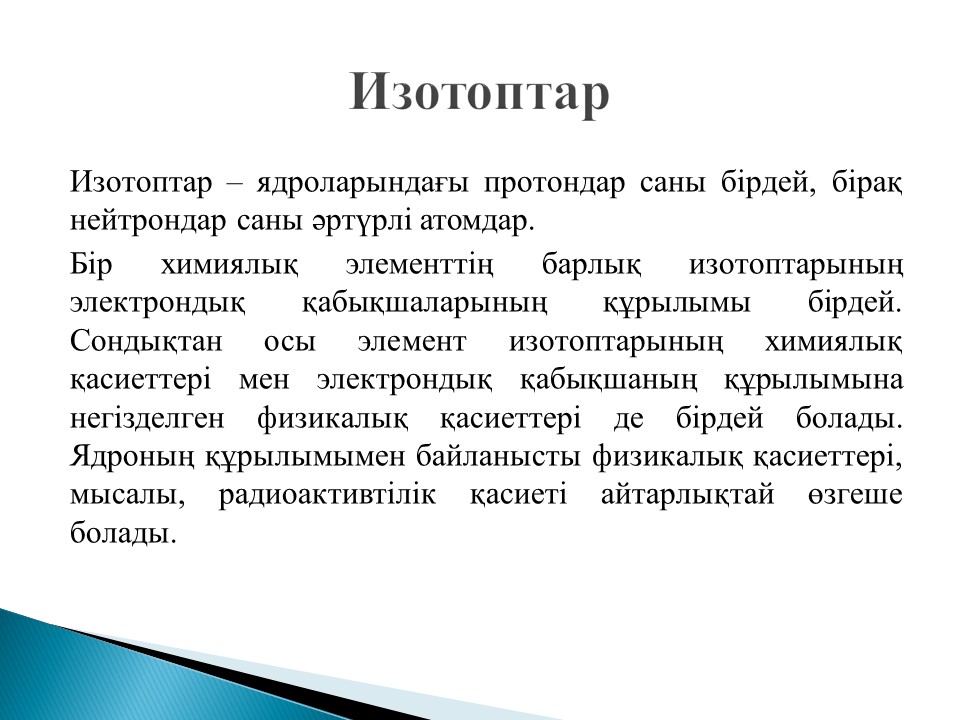 Изотоптар
Изотоптар – ядроларындағы протондар саны бірдей, бірақ
нейтрондар саны әртүрлі атомдар.
Бір химиялық элементтің барлық изотоптарының
электрондық қабықшаларының құрылымы бірдей.
Сондықтан осы элемент изотоптарының химиялық
қасиеттері мен электрондық қабықшаның құрылымына
негізделген физикалық қасиеттері де бірдей болады.
Ядроның құрылымымен байланысты физикалық қасиеттері,
мысалы, радиоактивтілік қасиеті айтарлықтай өзгеше
болады.